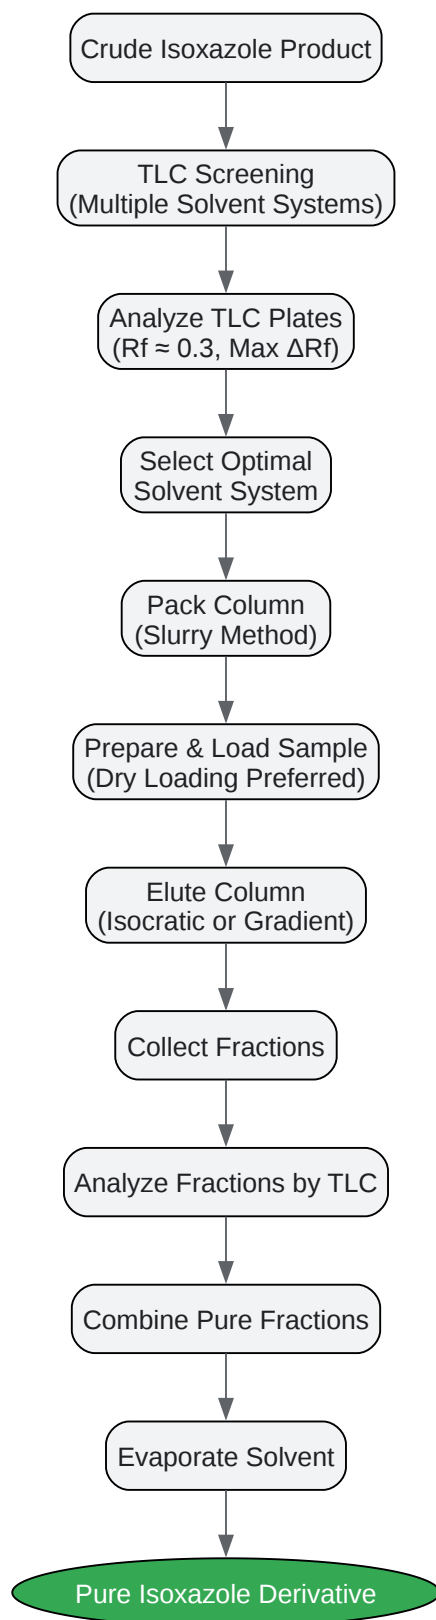 Crude Isoxazole Product
TLC Screening
(Multiple Solvent Systems)
Analyze TLC Plates
(Rf ≈ 0.3, Max ΔRf)
Select Optimal
Solvent System
Pack Column
(Slurry Method)
Prepare & Load Sample
(Dry Loading Preferred)
Elute Column
(Isocratic or Gradient)
Collect Fractions
Analyze Fractions by TLC
Combine Pure Fractions
Evaporate Solvent
Pure Isoxazole Derivative